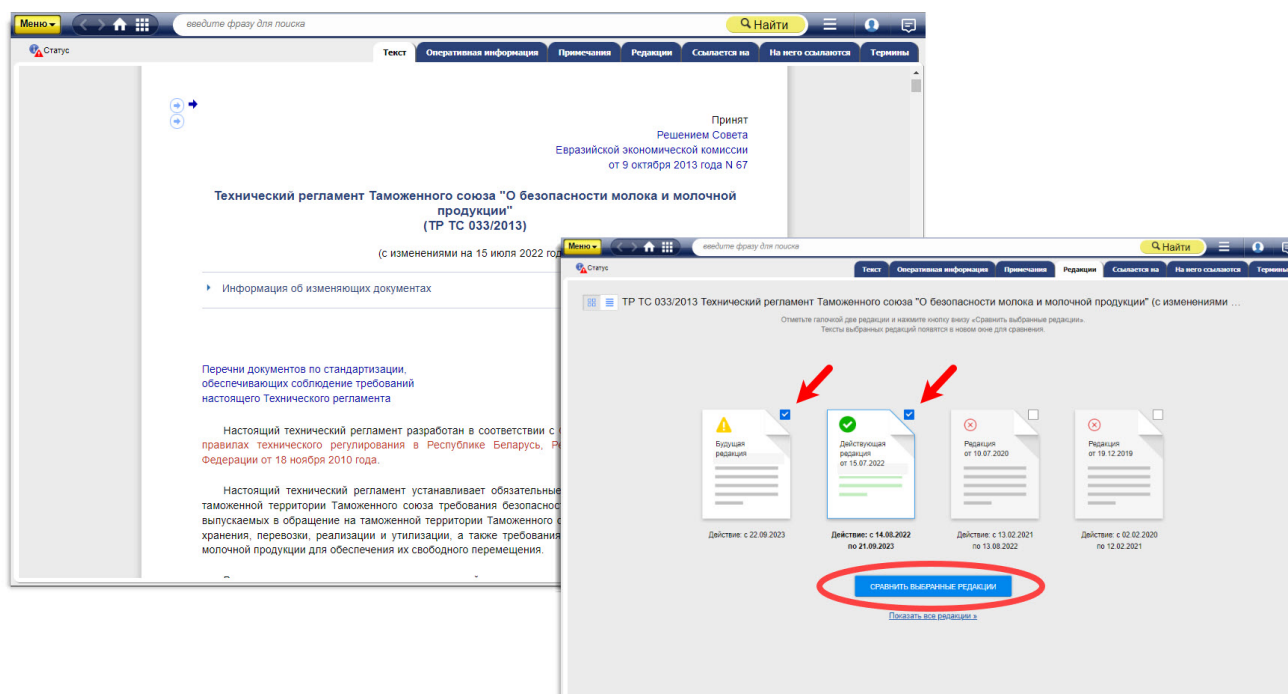 Меню
введите фразу для поиска
Найти
Статус
Текст
Оперативная информация
Примечания
Редакции
Ссылается на
На него ссылаются
Термины
Принят
Решением Совета
Евразийской экономической комиссии
от 9 октября 2013 года N 67
Технический регламент Таможенного союза "О безопасности молока и молочной
продукции"
(ТР ТС 033/2013)
(с изменениями на 15 июля 2022 год
Информация об изменяющих документах
Перечни документов по стандартизации,
обеспечивающих соблюдение требований
настоящего Технического регламента
Настоящий технический регламент разработан в соответствии с
правилах технического регулирования в Республике Беларусь, Р
Федерации от 18 ноября 2010 года.
Настоящий технический регламент устанавливает обязательные
таможенной территории Таможенного союза требования безопаснос
выпускаемых в обращение на таможенной территории Таможенного с
хранения, перевозки, реализации и утилизации, а также требования
молочной продукции для обеспечения их свободного перемещения.
Меню
введите фразу для поиска
Найти
Статус
Текст
Оперативная информация
Примечания
Редакции
Ссылается на
На него ссылаются
Термины
ТР ТС 033/2013 Технический регламент Таможенного союза "О безопасности молока и молочной продукции" (с изменениями ...
Отметьте галочкой две редакции и нажмите кнопку внизу «Сравнить выбранные редакции».
Тексты выбранных редакций появятся в новом окне для сравнения.
Будущая
редакция
Действие: с 22.09.2023
Действующая
редакция
от 15.07.2022
Действие: с 14.08.2022
по 21.09.2023
Редакция
от 10.07.2020
Действие: с 13.02.2021
по 13.08.2022
Редакция
от 19.12.2019
Действие: с 02.02.2020
по 12.02.2021
СРАВНИТЬ ВЫБРАННЫЕ РЕДАКЦИИ
Показать все редакции »